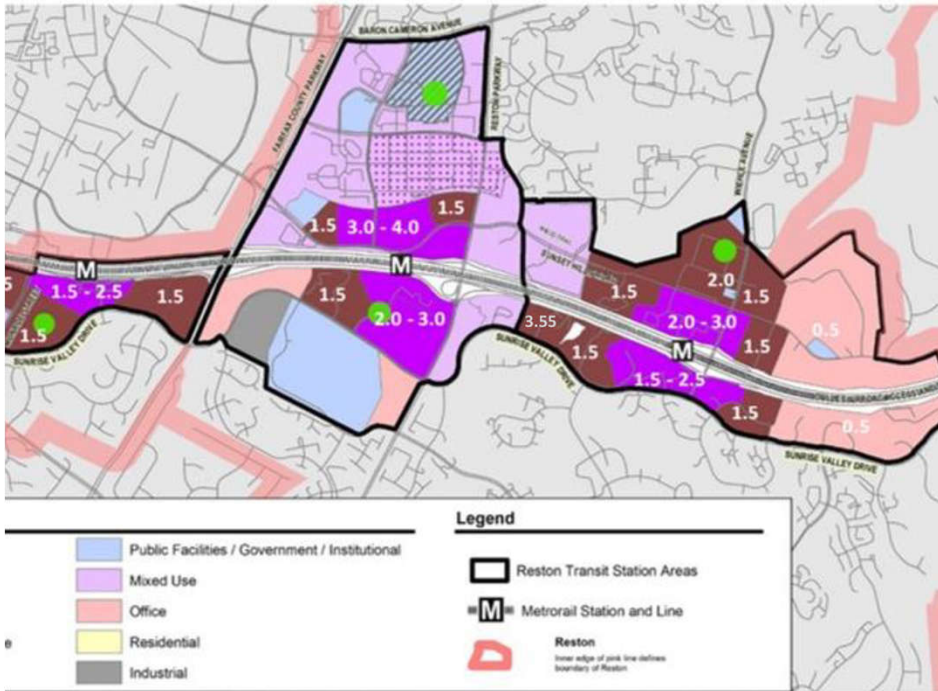 BARON CAMERON AVENUE
FAIRFAX COUNTY PARKWAY
RESTON PARKWAY
WIEHLE AVENUE
1.5
3.0 - 4.0
1.5
SUNSET HILLS
M
M
1.5 - 2.5
1.5
1.5
2.0 - 3.0
1.5
SUNRISE VALLEY DRIVE
3.55
1.5
2.0
1.5
2.0 - 3.0
1.5
M
0.5
1.5
1.5 - 2.5
1.5
0.5
SUNRISE VALLEY DRIVE
SUNRISE VALLEY DRIVE
Legend
Public Facilities / Government / Institutional
Mixed Use
Office
Residential
Industrial
Reston Transit Station Areas
M
Metrorail Station and Line
Reston
Inner edge of pink line defines
boundary of Reston